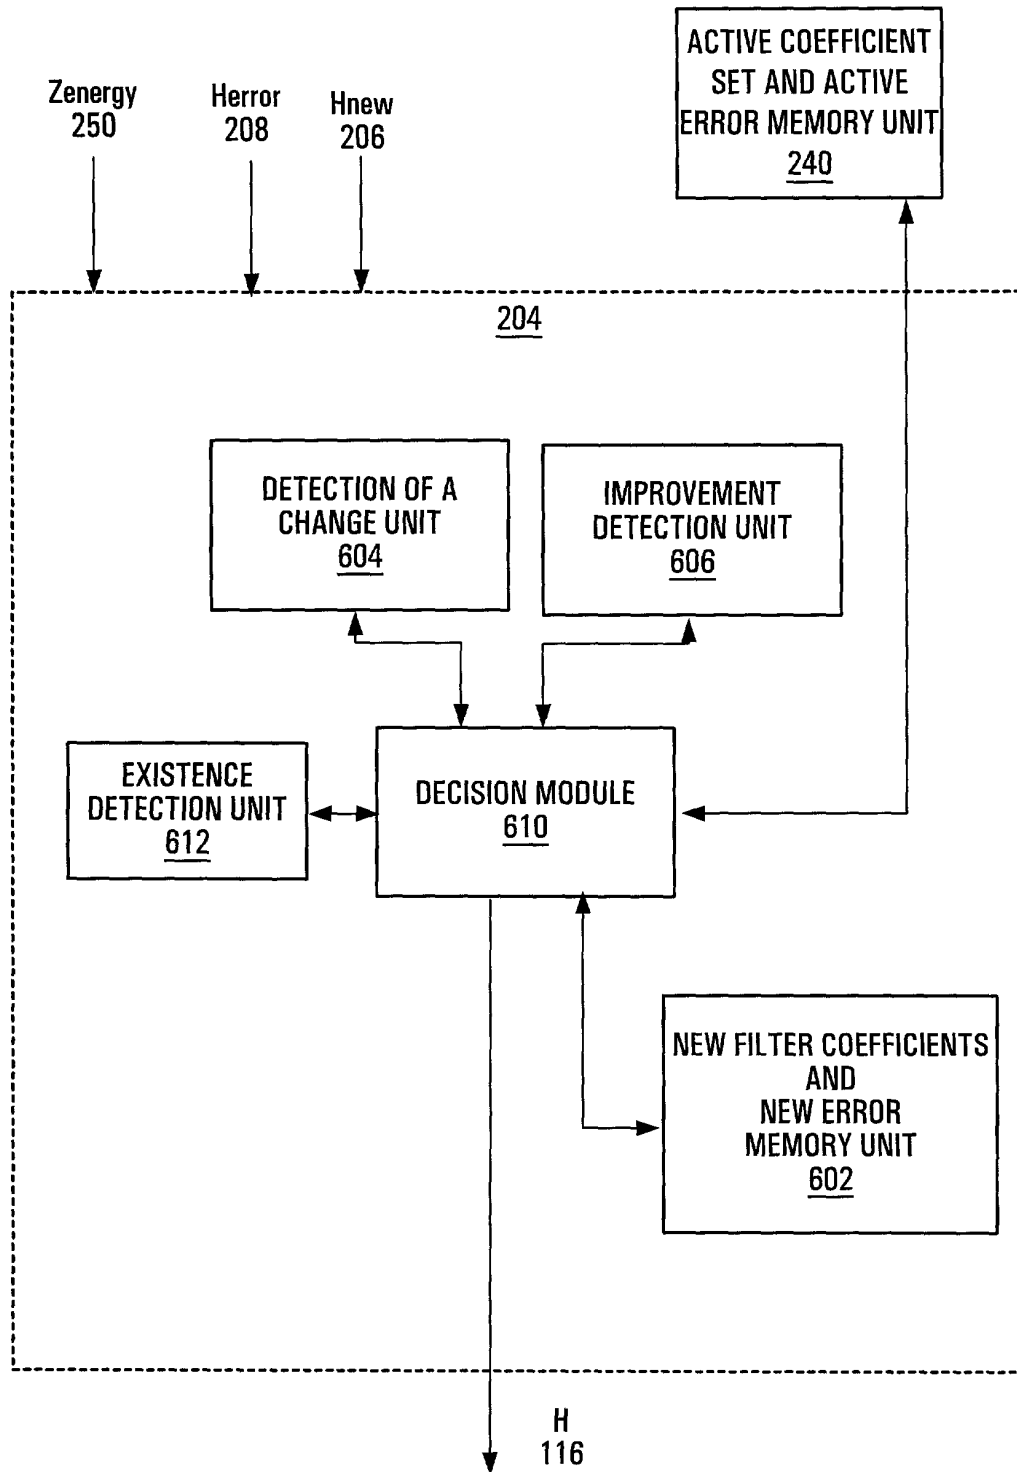 Zenergy
250
Herror
208
Hnew
206
ACTIVE COEFFICIENT
SET AND ACTIVE
ERROR MEMORY UNIT
240
204
DETECTION OF A
CHANGE UNIT
604
IMPROVEMENT
DETECTION UNIT
606
EXISTENCE
DETECTION UNIT
612
DECISION MODULE
610
NEW FILTER COEFFICIENTS
AND
NEW ERROR
MEMORY UNIT
602
H
116